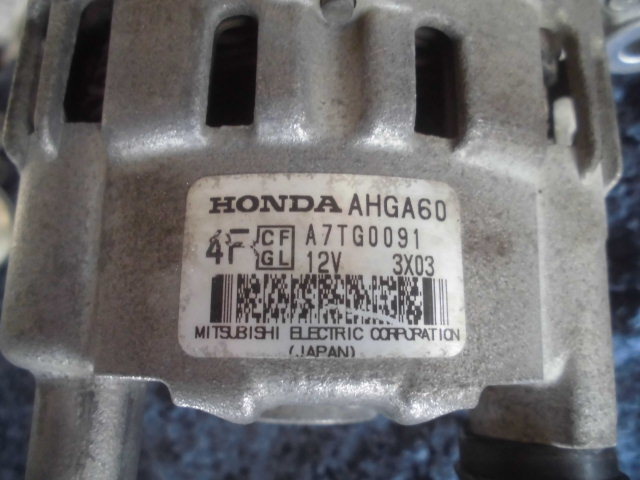 HONDA AHGA60
4F CF GL A7TG0091
12V 3X03
MITSUBISHI ELECTRIC CORPORATION
(JAPAN)